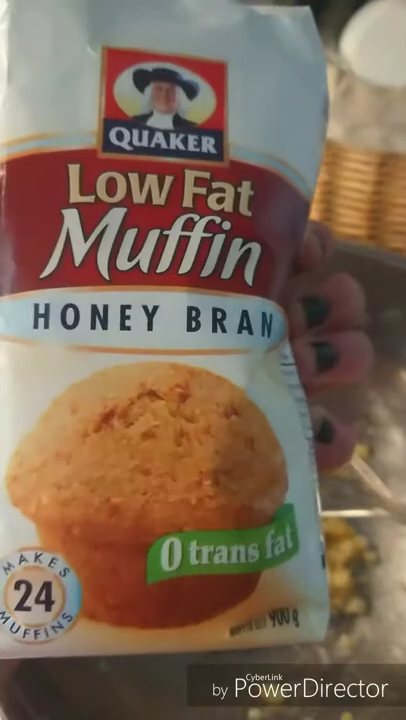 QUAKER
Low Fat
Muffin
HONEY BRAN
0 trans fat
MAKES
24
MUFFINS
900 g
CyberLink
by PowerDirector